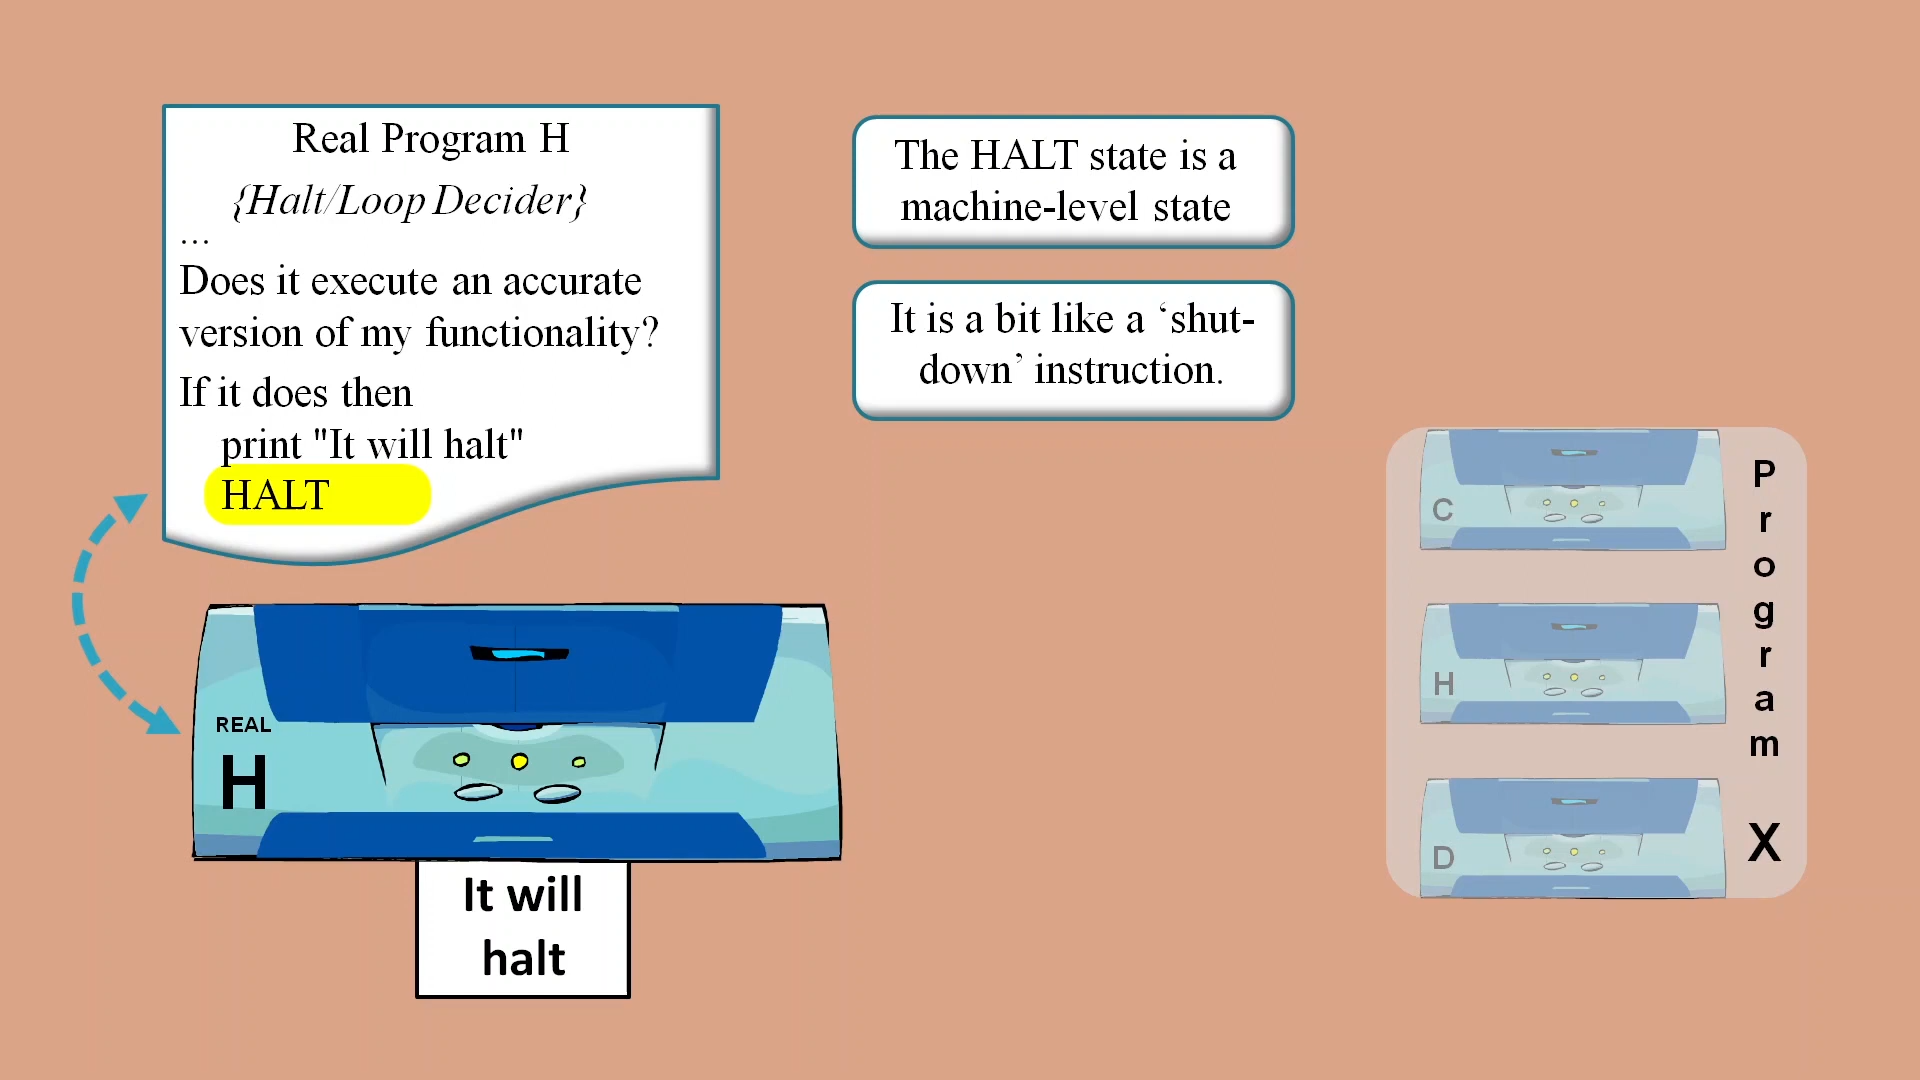 Real Program H
{Halt/Loop Decider}
...
Does it execute an accurate
version of my functionality?
If it does then
print "It will halt"
HALT
The HALT state is a
machine-level state
It is a bit like a ‘shut-
down’ instruction.
REAL
H
It will
halt
C
H
D
Program
X